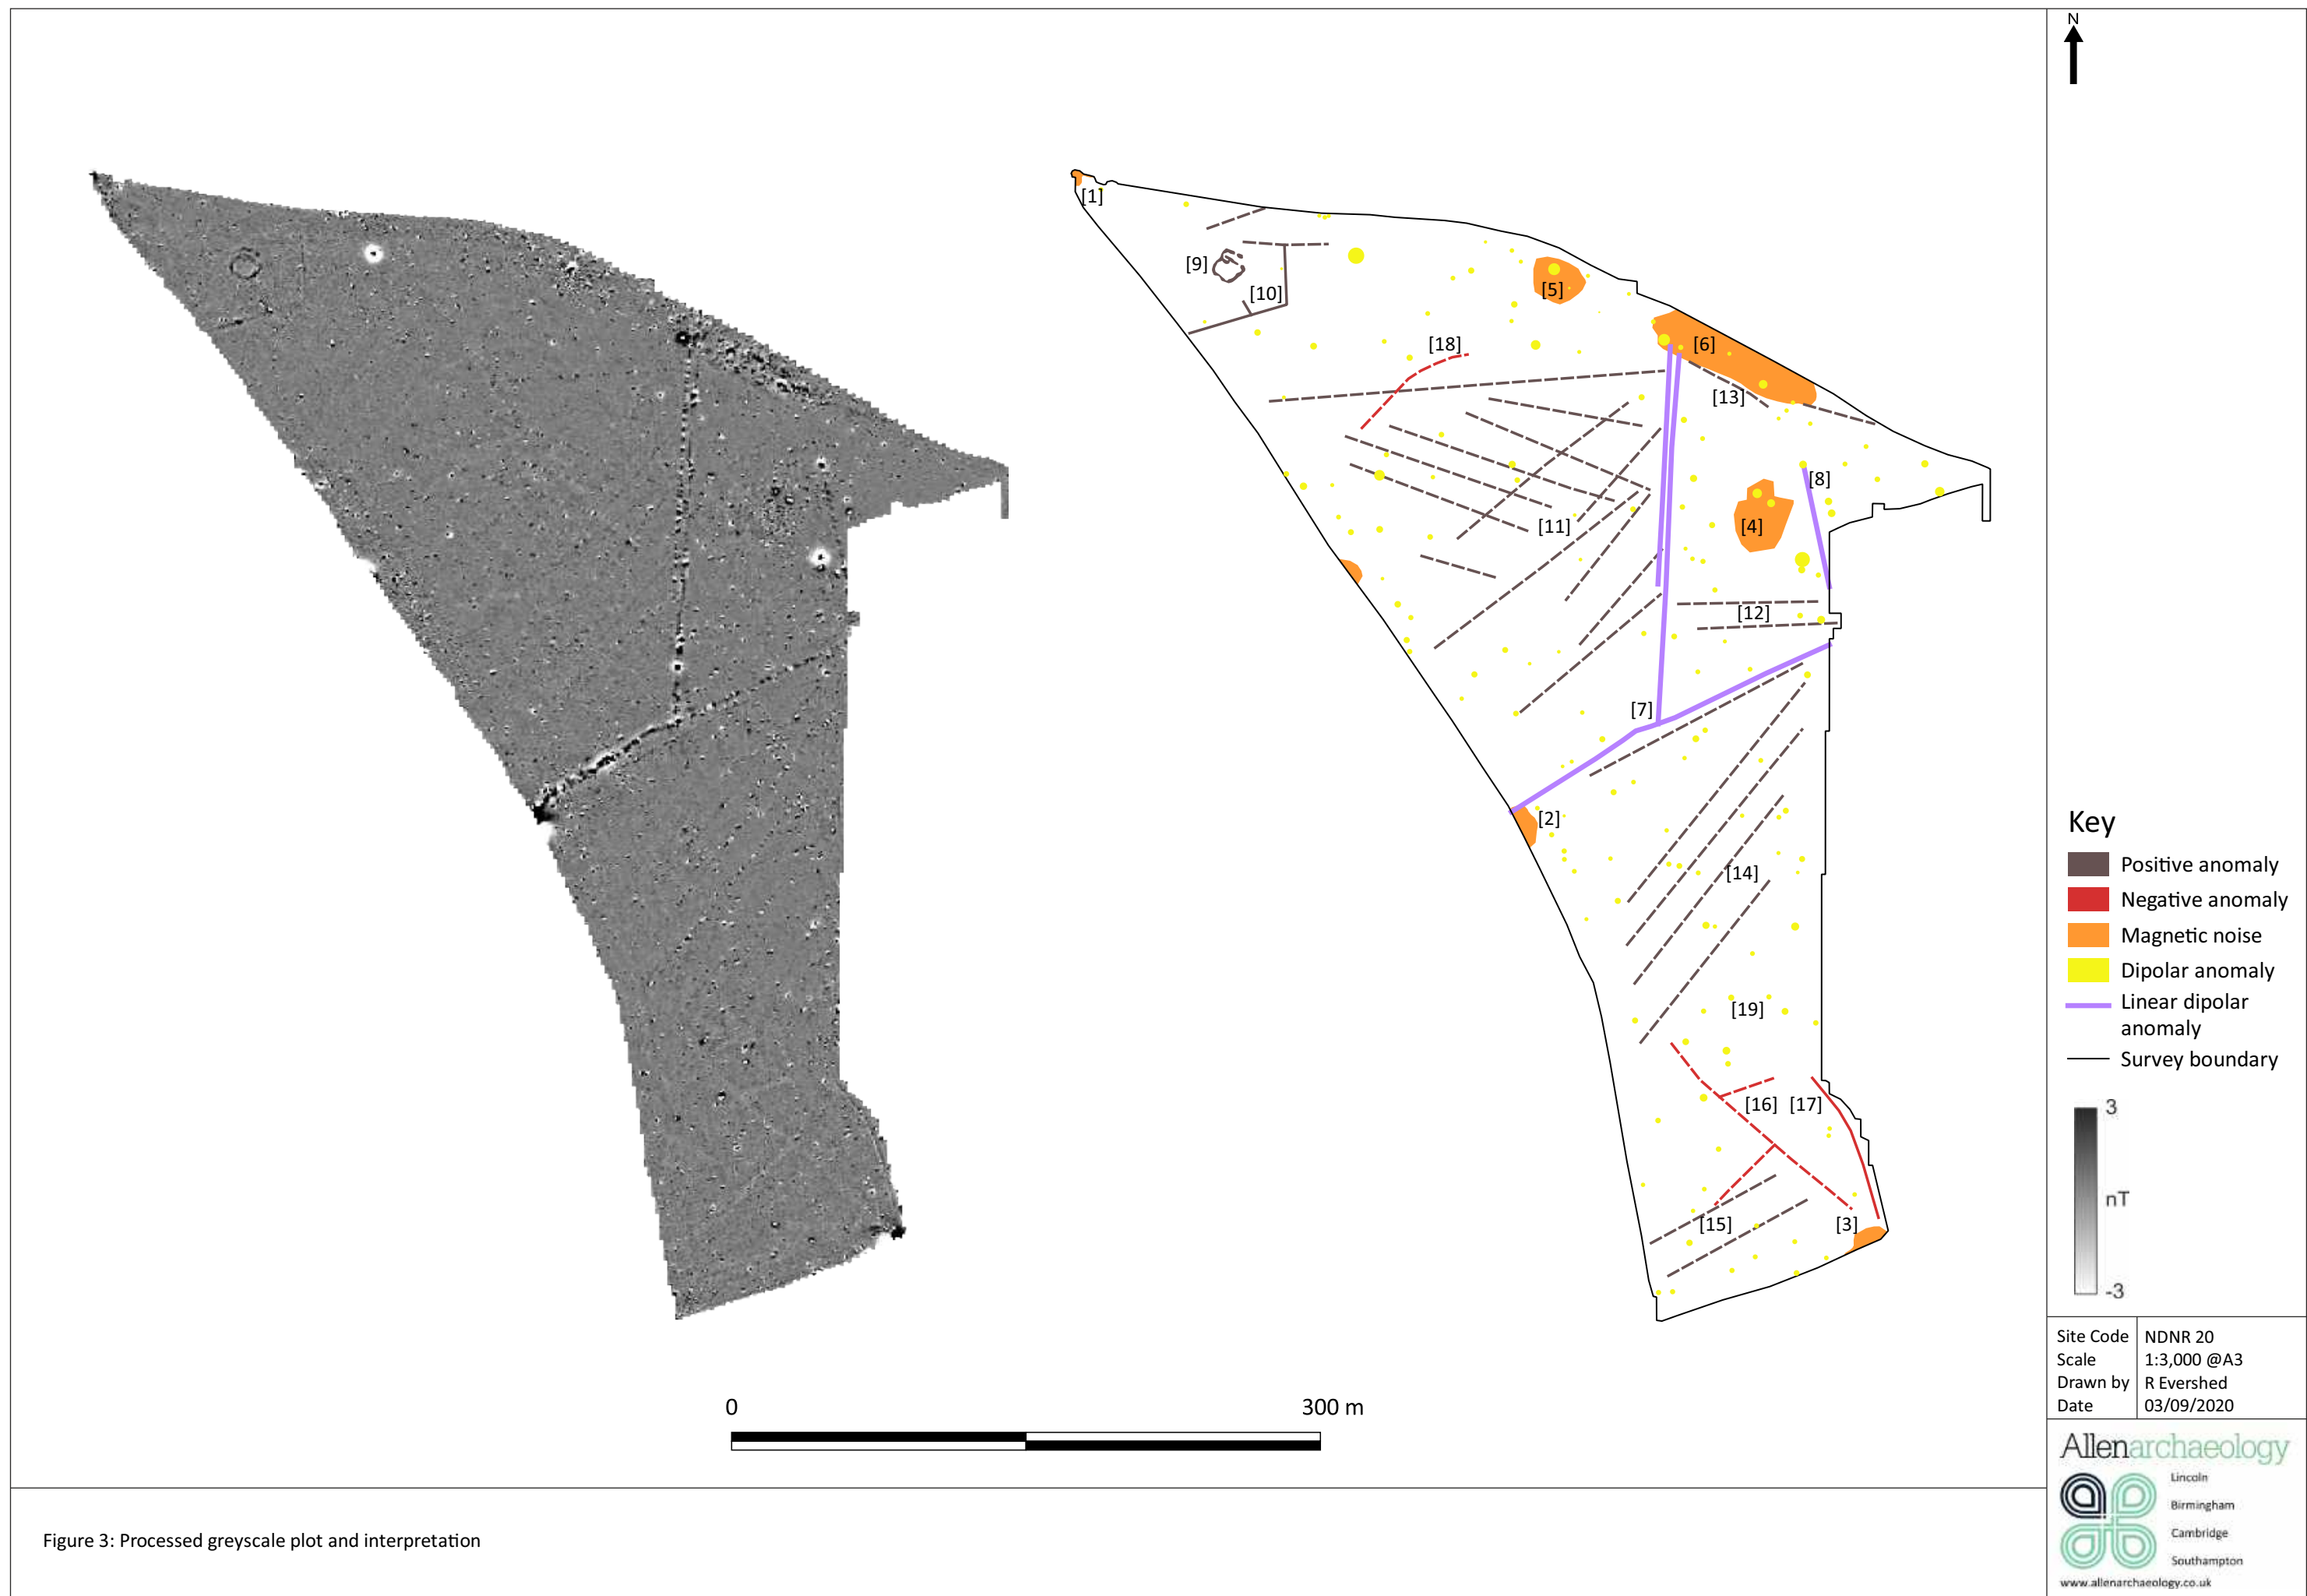 N
[1]
[9]
[10]
[5]
[6]
[18]
[13]
[8]
[4]
[11]
[12]
[7]
[2]
[14]
[19]
[16] [17]
[15]
[3]
Key
Positive anomaly
Negative anomaly
Magnetic noise
Dipolar anomaly
Linear dipolar
anomaly
Survey boundary
3
nT
-3
0 300 m
Site Code NDNR 20
Scale 1:3,000 @A3
Drawn by R Evershed
Date 03/09/2020
Allenarchaeology
Lincoln
Birmingham
Cambridge
Southampton
www.allenarchaeology.co.uk
Figure 3: Processed greyscale plot and interpretation